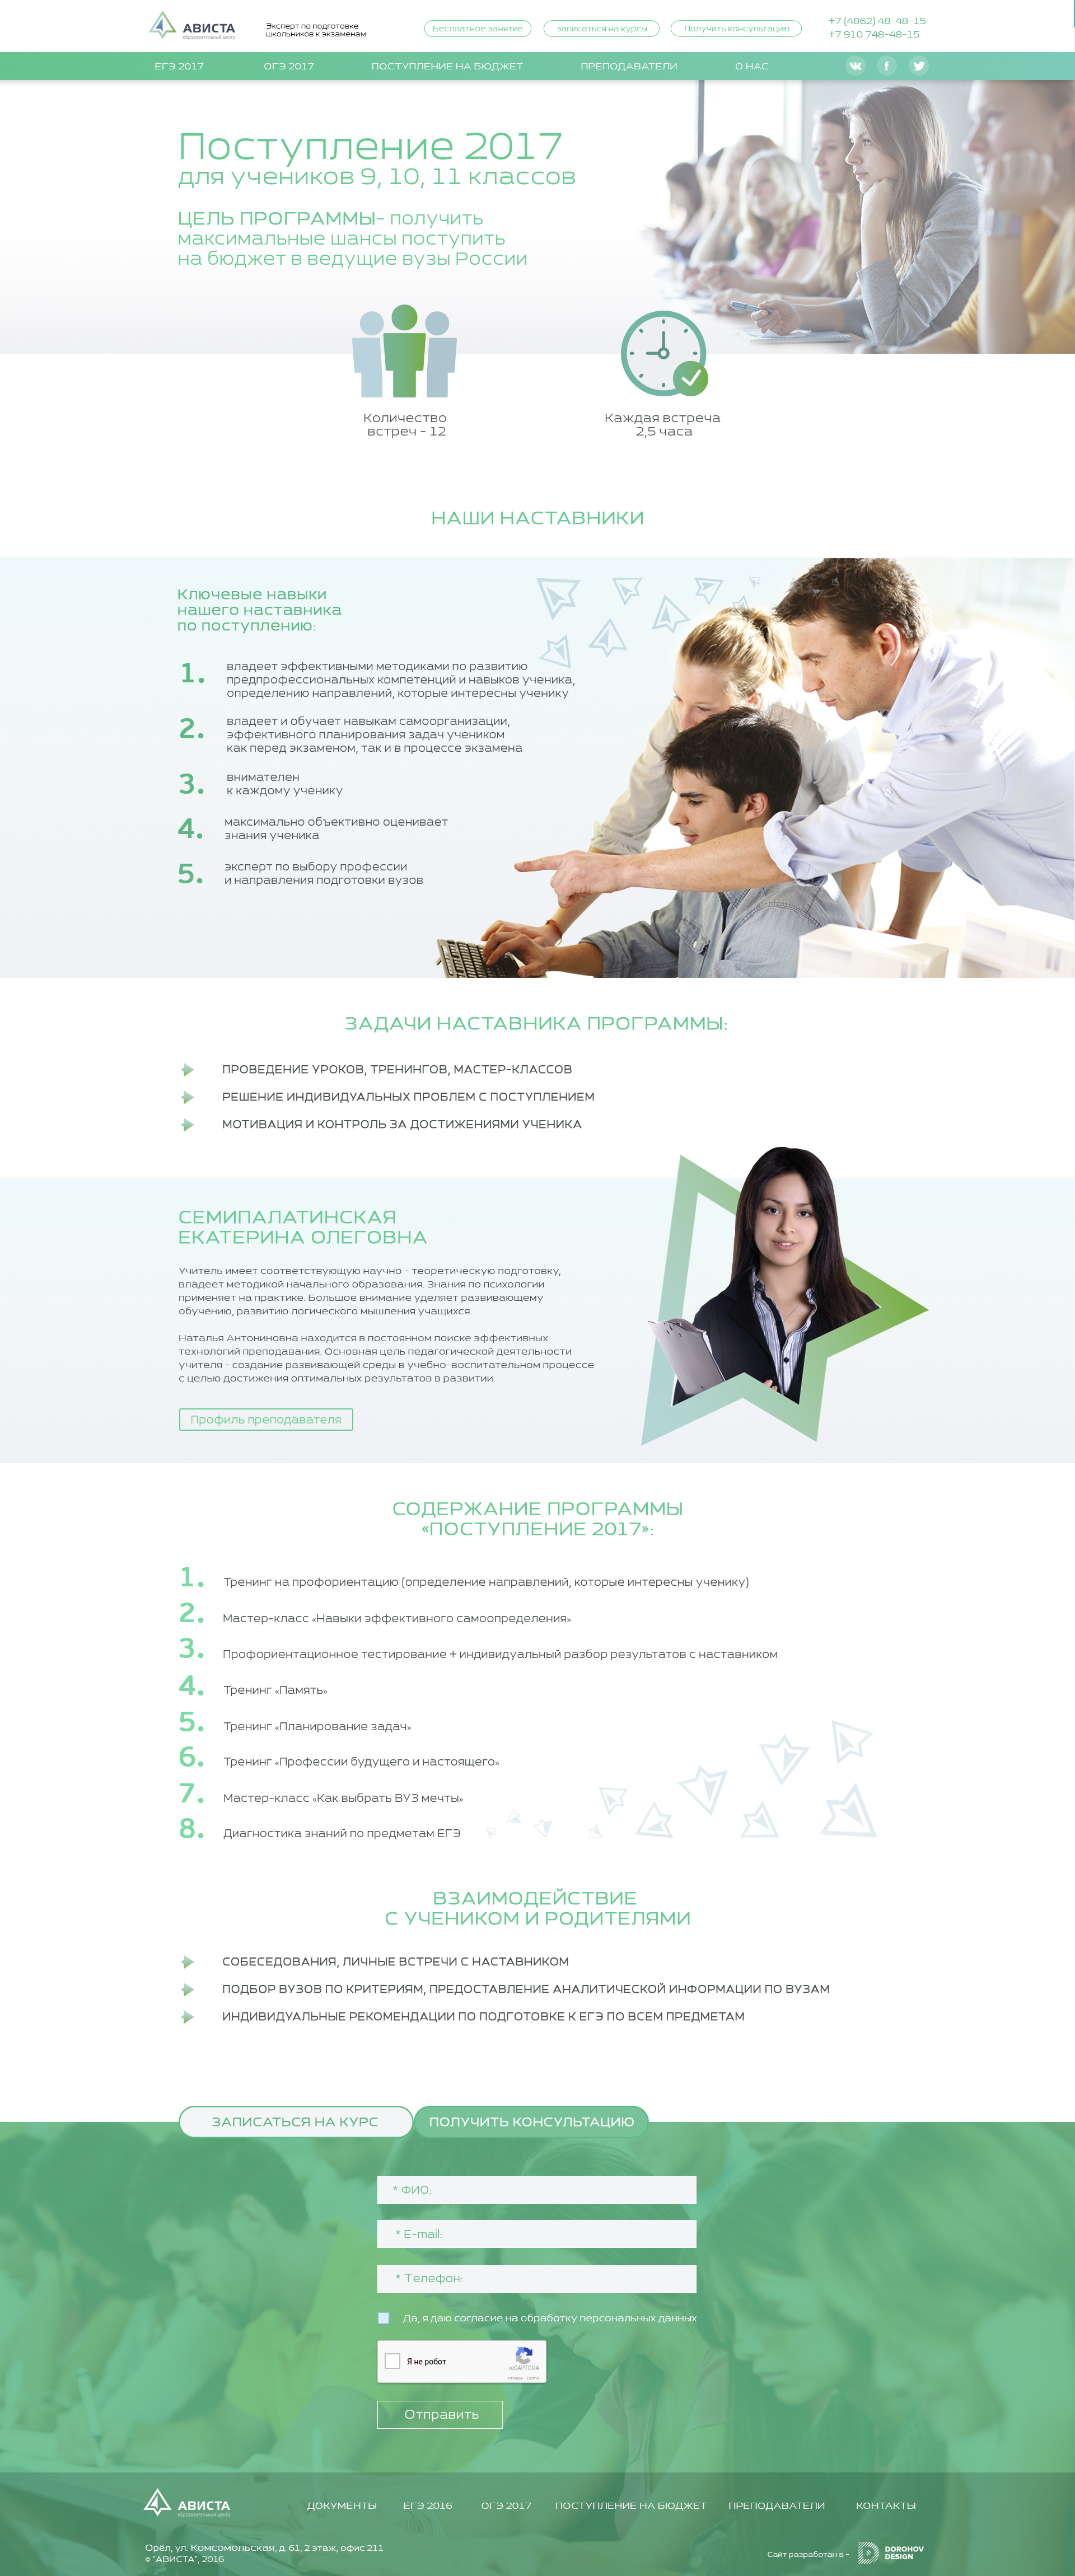 АВИСТА
образовательный центр
Эксперт по подготовке
школьников к экзаменам
Бесплатное занятие
записаться на курсы
Получить консультацию
+7 (4862) 48-48-15
+7 910 748-48-15
ЕГЭ 2017
ОГЭ 2017
ПОСТУПЛЕНИЕ НА БЮДЖЕТ
ПРЕПОДАВАТЕЛИ
О НАС
Поступление 2017
для учеников 9, 10, 11 классов
ЦЕЛЬ ПРОГРАММЫ- получить
максимальные шансы поступить
на бюджет в ведущие вузы России
Количество
встреч - 12
Каждая встреча
2,5 часа
НАШИ НАСТАВНИКИ
Ключевые навыки
нашего наставника
по поступлению:
1. владеет эффективными методиками по развитию
предпрофессиональных компетенций и навыков ученика,
определению направлений, которые интересны ученику
2. владеет и обучает навыкам самоорганизации,
эффективного планирования задач учеником
как перед экзаменом, так и в процессе экзамена
3. внимателен
к каждому ученику
4. максимально объективно оценивает
знания ученика
5. эксперт по выбору профессии
и направления подготовки вузов
ЗАДАЧИ НАСТАВНИКА ПРОГРАММЫ:
ПРОВЕДЕНИЕ УРОКОВ, ТРЕНИНГОВ, МАСТЕР-КЛАССОВ
РЕШЕНИЕ ИНДИВИДУАЛЬНЫХ ПРОБЛЕМ С ПОСТУПЛЕНИЕМ
МОТИВАЦИЯ И КОНТРОЛЬ ЗА ДОСТИЖЕНИЯМИ УЧЕНИКА
СЕМИПАЛАТИНСКАЯ
ЕКАТЕРИНА ОЛЕГОВНА
Учитель имеет соответствующую научно - теоретическую подготовку,
владеет методикой начального образования. Знания по психологии
применяет на практике. Большое внимание уделяет развивающему
обучению, развитию логического мышления учащихся.
Наталья Антониновна находится в постоянном поиске эффективных
технологий преподавания. Основная цель педагогической деятельности
учителя - создание развивающей среды в учебно-воспитательном процессе
с целью достижения оптимальных результатов в развитии.
Профиль преподавателя
СОДЕРЖАНИЕ ПРОГРАММЫ
«ПОСТУПЛЕНИЕ 2017»:
1. Тренинг на профориентацию (определение направлений, которые интересны ученику)
2. Мастер-класс «Навыки эффективного самоопределения»
3. Профориентационное тестирование + индивидуальный разбор результатов с наставником
4. Тренинг «Память»
5. Тренинг «Планирование задач»
6. Тренинг «Профессии будущего и настоящего»
7. Мастер-класс «Как выбрать ВУЗ мечты»
8. Диагностика знаний по предметам ЕГЭ
ВЗАИМОДЕЙСТВИЕ
С УЧЕНИКОМ И РОДИТЕЛЯМИ
СОБЕСЕДОВАНИЯ, ЛИЧНЫЕ ВСТРЕЧИ С НАСТАВНИКОМ
ПОДБОР ВУЗОВ ПО КРИТЕРИЯМ, ПРЕДОСТАВЛЕНИЕ АНАЛИТИЧЕСКОЙ ИНФОРМАЦИИ ПО ВУЗАМ
ИНДИВИДУАЛЬНЫЕ РЕКОМЕНДАЦИИ ПО ПОДГОТОВКЕ К ЕГЭ ПО ВСЕМ ПРЕДМЕТАМ
ЗАПИСАТЬСЯ НА КУРС
ПОЛУЧИТЬ КОНСУЛЬТАЦИЮ
* ФИО:
* E-mail:
* Телефон:
Да, я даю согласие на обработку персональных данных
Я не робот
reCAPTCHA
Privacy - Terms
Отправить
АВИСТА
образовательный центр
ДОКУМЕНТЫ
ЕГЭ 2016
ОГЭ 2017
ПОСТУПЛЕНИЕ НА БЮДЖЕТ
ПРЕПОДАВАТЕЛИ
КОНТАКТЫ
Орёл, ул. Комсомольская, д. 61, 2 этаж, офис 211
© "АВИСТА", 2016
Сайт разработан в -
DOROHOV
DESIGN